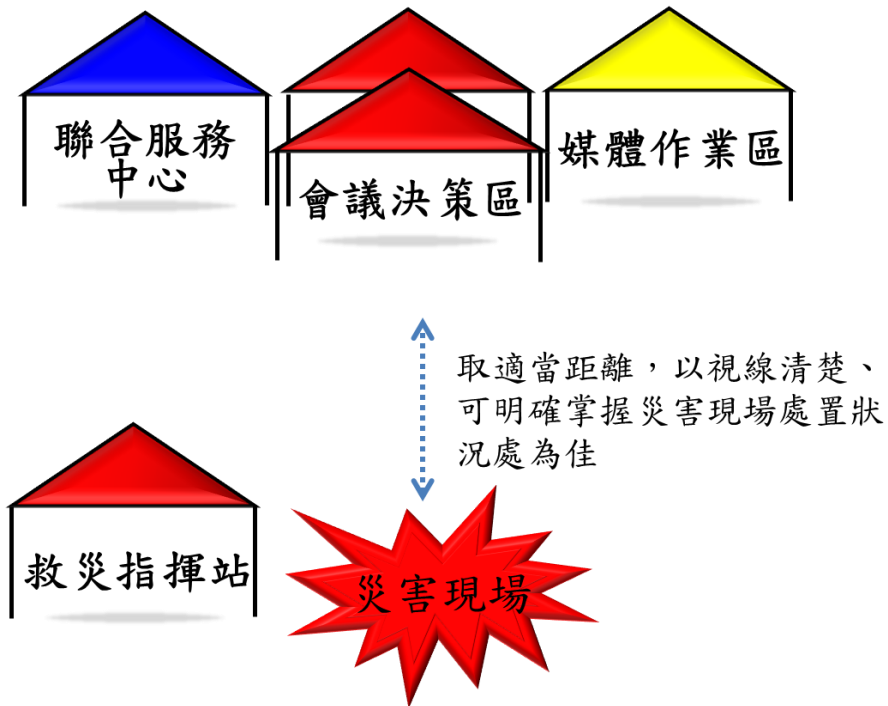 聯合服務
中心
會議決策區
媒體作業區
取適當距離，以視線清楚、
可明確掌握災害現場處置狀
況處為佳
救災指揮站
災害現場